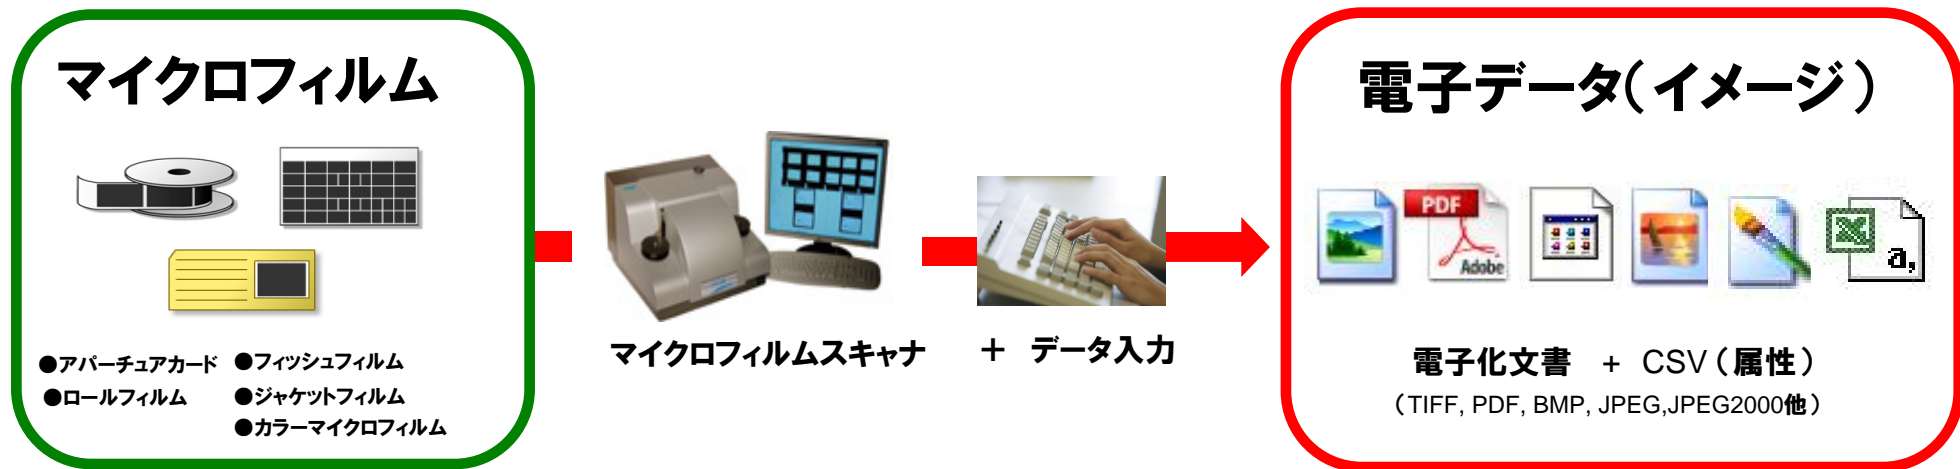 マイクロフィルム
●アパーチュアカード
●ロールフィルム
●フィッシュフィルム
●ジャケットフィルム
●カラーマイクロフィルム
マイクロフィルムスキャナ
＋ データ入力
電子データ（イメージ）
PDF
Adobe
a,
電子化文書 + CSV（属性）
（TIFF, PDF, BMP, JPEG,JPEG2000他）